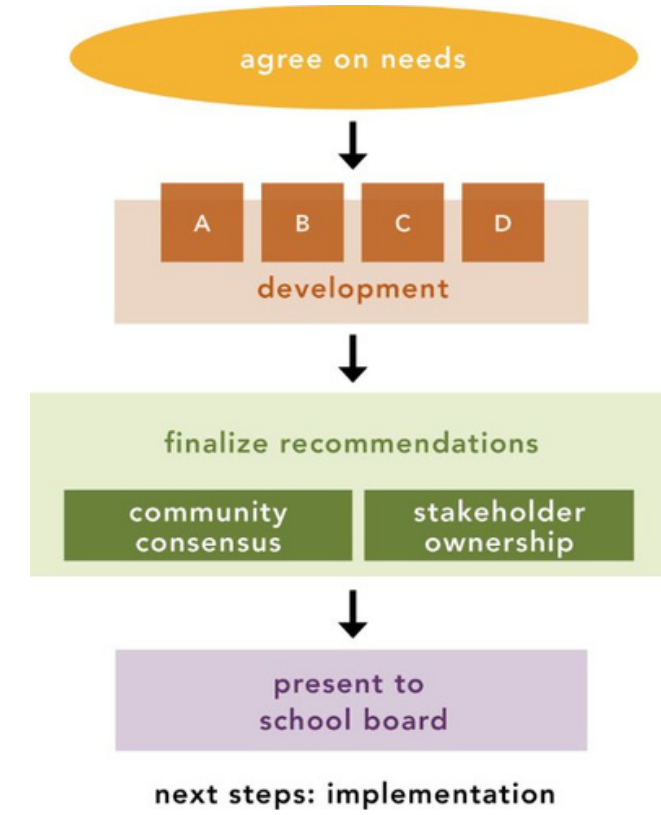 agree on needs
A B C D
development
finalize recommendations
community
consensus
stakeholder
ownership
present to
school board
next steps: implementation